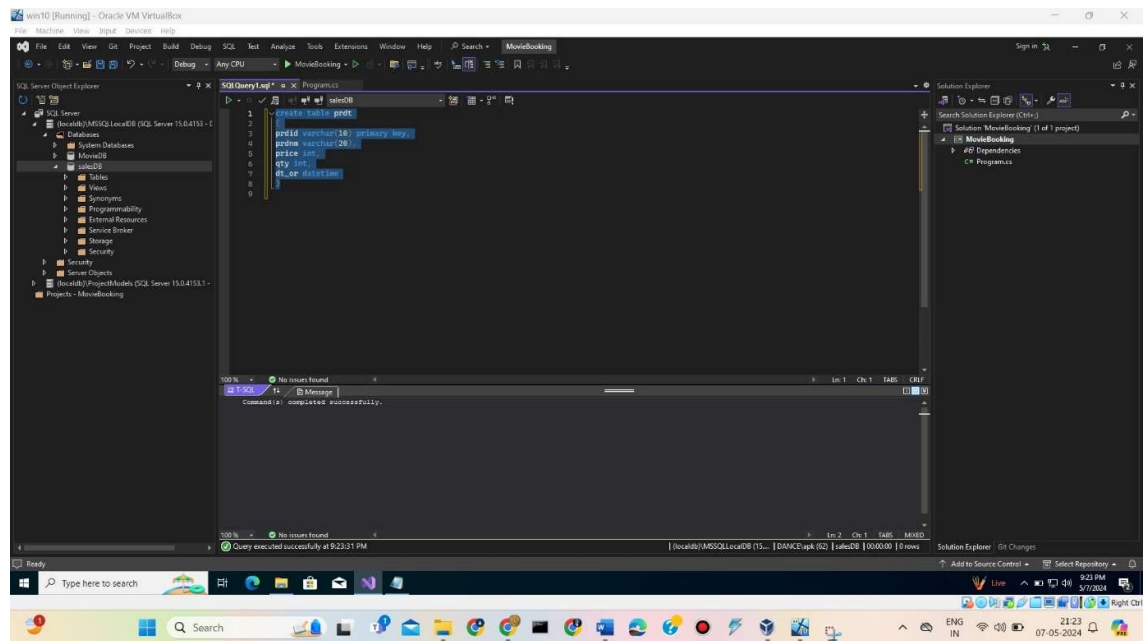 win10 [Running] - Oracle VM VirtualBox
File Machine View Input Devices Help
File Edit View Git Project Build Debug SQL Test Analyze Tools Extensions Window Help Search MovieBooking Sign in
Debug Any CPU MovieBooking
SQL Server Object Explorer
SQL Server
(localdb)\MSSQLLocalDB (SQL Server 15.0.4153 - D
Databases
System Databases
MovieDB
salesDB
Tables
Views
Synonyms
Programmability
External Resources
Service Broker
Storage
Security
Security
Server Objects
(localdb)\ProjectModels (SQL Server 15.0.4153.1 -
Projects - MovieBooking
SQLQuery1.sql * Program.cs
salesDB
1 create table prdt
2 (
3 prdid varchar(10) primary key,
4 prdnm varchar(20),
5 price int,
6 qty int,
7 dt_or datetime
8 )
9
100 % No issues found Ln: 1 Ch: 1 TABS CRLF
T-SQL Message
Command(s) completed successfully.
100 % No issues found Ln: 2 Ch: 1 TABS MIXED
Query executed successfully at 9:23:31 PM (localdb)\MSSQLLocalDB (15.... DANCE\apk (62) salesDB 00:00:00 0 rows
Solution Explorer
Search Solution Explorer (Ctrl+;)
Solution 'MovieBooking' (1 of 1 project)
MovieBooking
Dependencies
C# Program.cs
Solution Explorer Git Changes
Ready Add to Source Control Select Repository
Type here to search Live 9:23 PM
5/7/2024
Right Ctrl
Search ENG 21:23
IN 07-05-2024